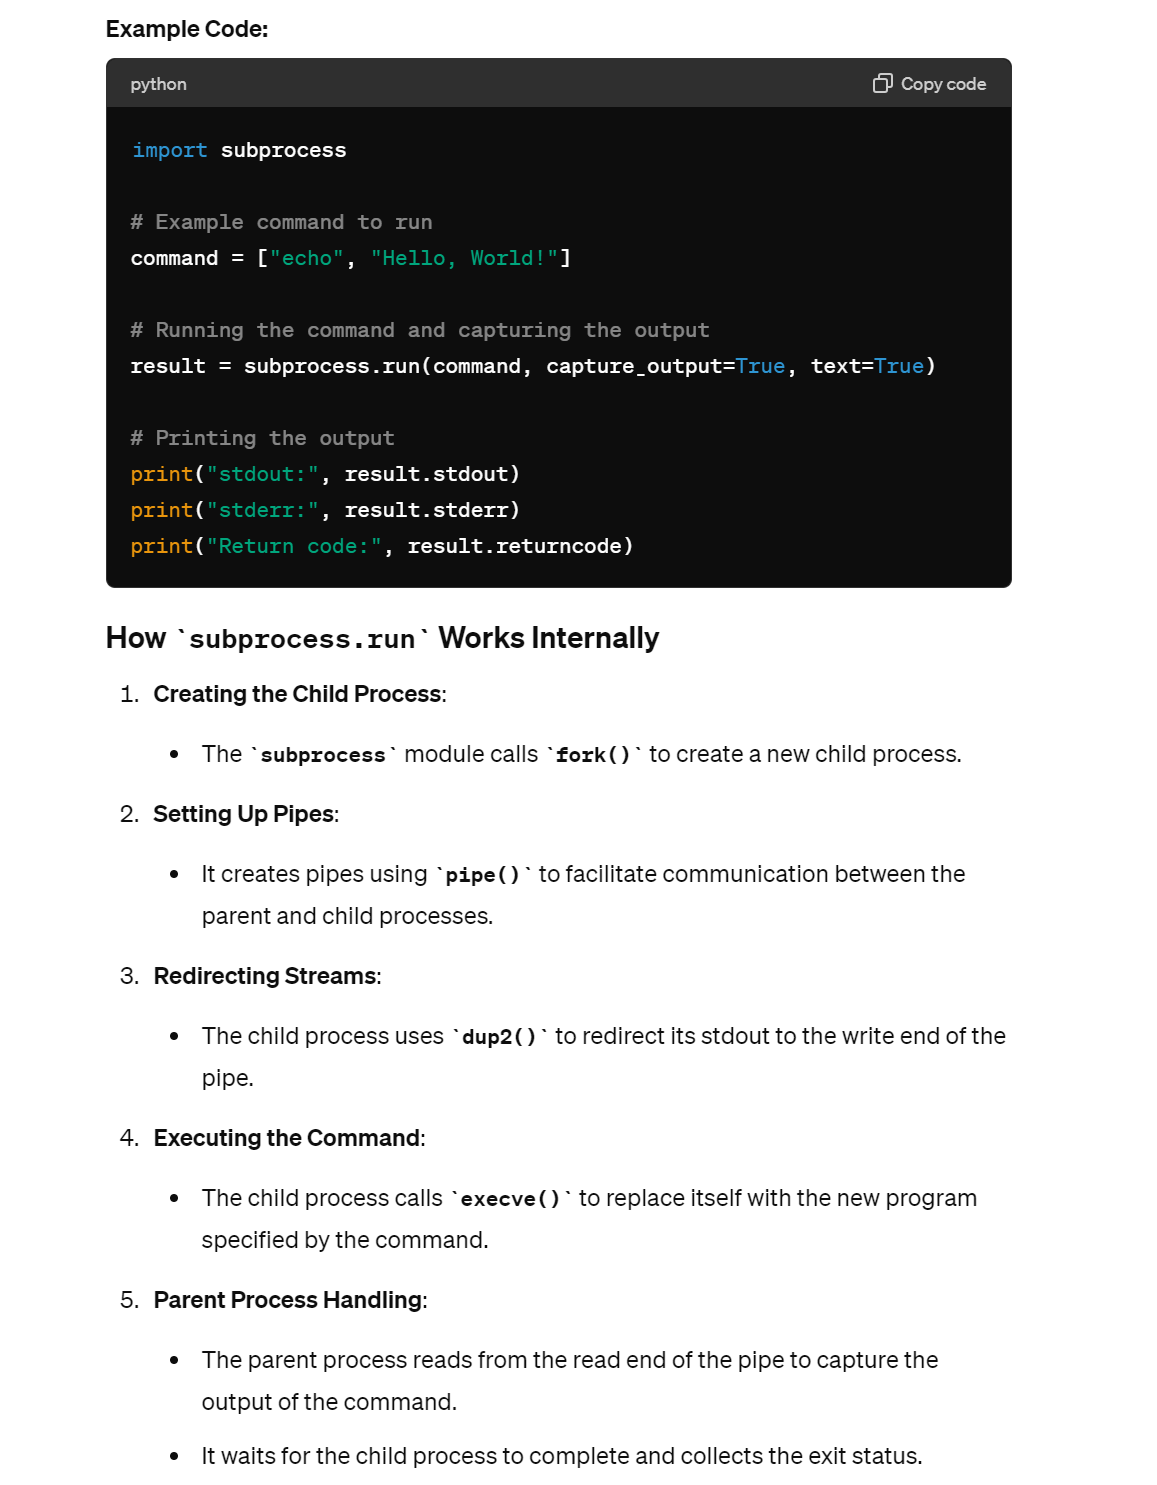 Example Code:
python
Copy code
import subprocess
# Example command to run
command = ["echo", "Hello, World!"]
# Running the command and capturing the output
result = subprocess.run(command, capture_output=True, text=True)
# Printing the output
print("stdout:", result.stdout)
print("stderr:", result.stderr)
print("Return code:", result.returncode)
How `subprocess.run` Works Internally
1. Creating the Child Process:
• The `subprocess` module calls `fork()` to create a new child process.
2. Setting Up Pipes:
• It creates pipes using `pipe()` to facilitate communication between the
parent and child processes.
3. Redirecting Streams:
• The child process uses `dup2()` to redirect its stdout to the write end of the
pipe.
4. Executing the Command:
• The child process calls `execve()` to replace itself with the new program
specified by the command.
5. Parent Process Handling:
• The parent process reads from the read end of the pipe to capture the
output of the command.
• It waits for the child process to complete and collects the exit status.